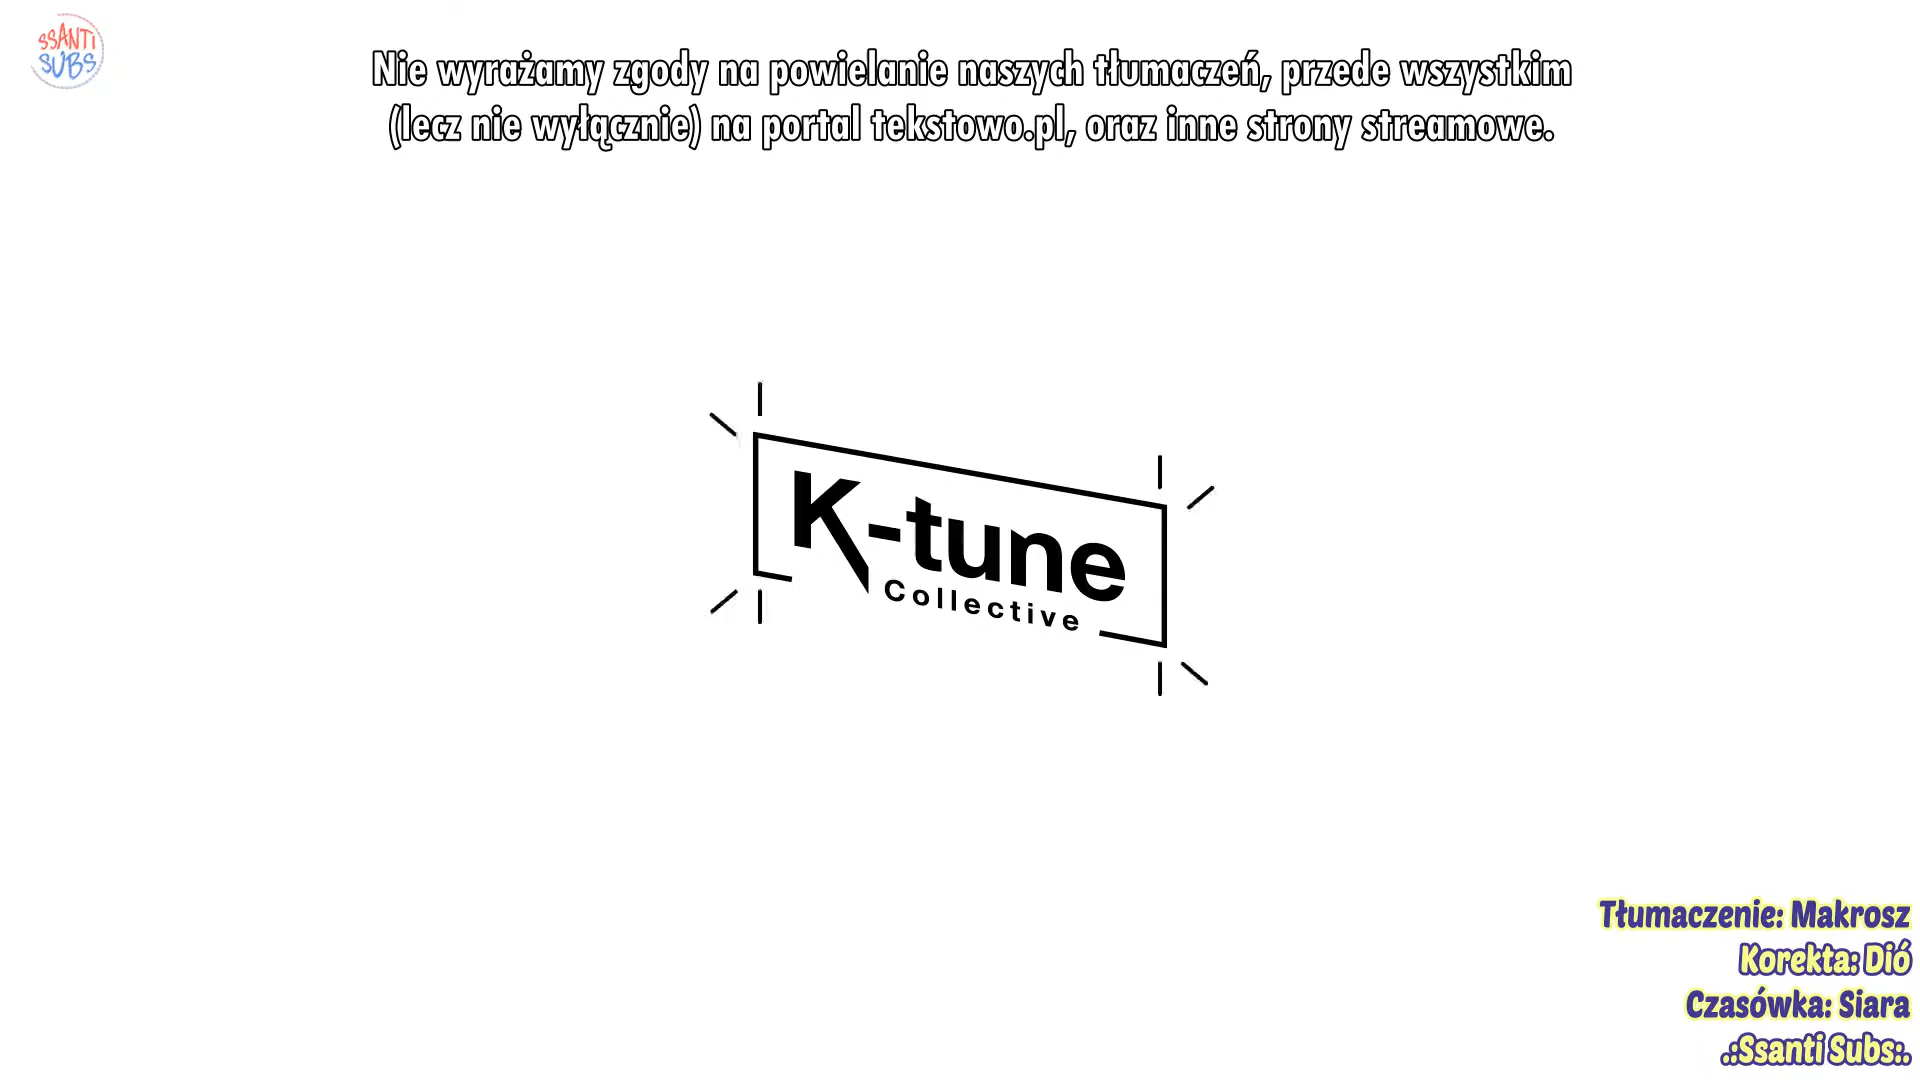 SSANTI
SUBS
Nie wyrażamy zgody na powielanie naszych tłumaczeń, przede wszystkim
(lecz nie wyłącznie) na portal tekstowo.pl, oraz inne strony streamowe.
K-tune
Collective
Tłumaczenie: Makrosz
Korekta: Dió
Czasówka: Siara
.:Ssanti Subs:.